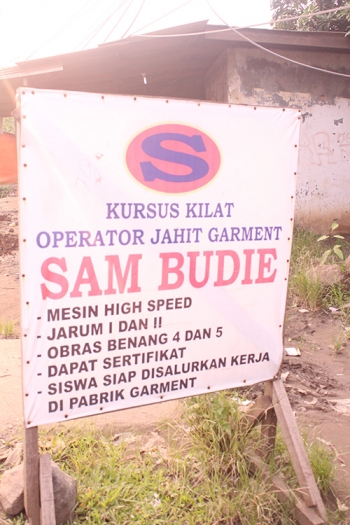 S
KURSUS KILAT
OPERATOR JAHIT GARMENT
SAM BUDIE
- MESIN HIGH SPEED
- JARUM I DAN !!
- OBRAS BENANG 4 DAN 5
- DAPAT SERTIFIKAT
- SISWA SIAP DISALURKAN KERJA
DI PABRIK GARMENT